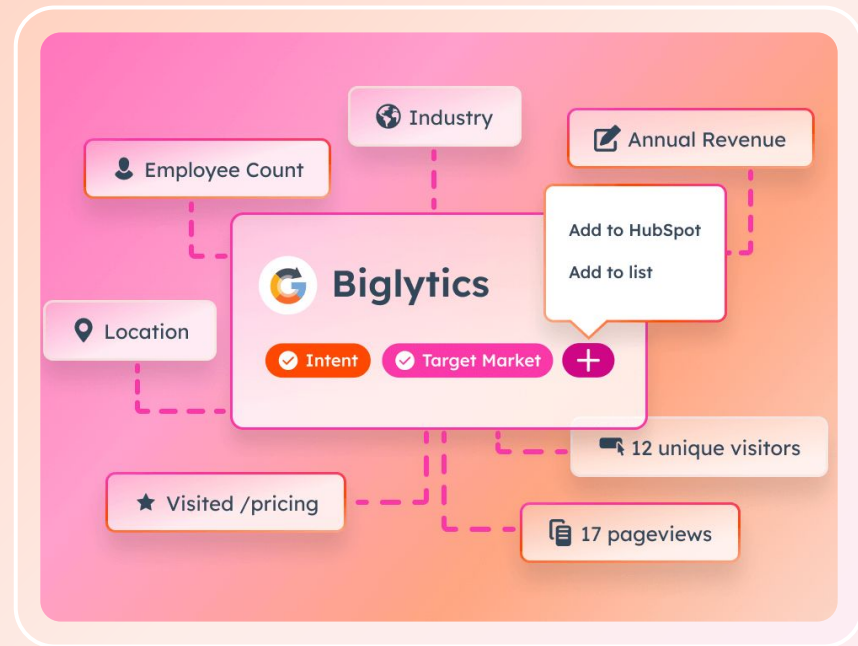 Industry
Annual Revenue
Employee Count
Add to HubSpot
Add to list
Biglytics
Location
Intent
Target Market
12 unique visitors
Visited /pricing
17 pageviews